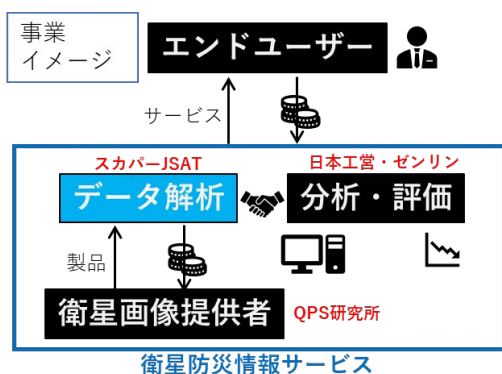 事業
イメージ
エンドユーザー
サービス
スカパーJSAT
日本工営・ゼンリン
データ解析
分析・評価
製品
衛星画像提供者
QPS研究所
衛星防災情報サービス